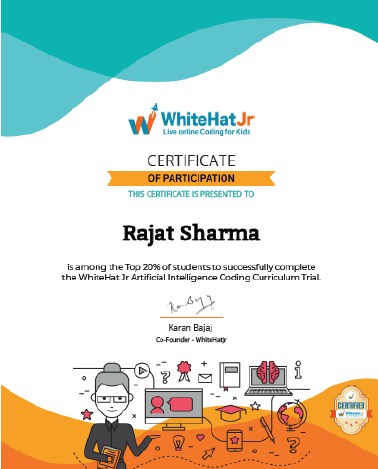 WhiteHat Jr
Live online Coding for Kids
CERTIFICATE
OF PARTICIPATION
THIS CERTIFICATE IS PRESENTED TO
Rajat Sharma
is among the Top 20% of students to successfully complete
the WhiteHat Jr Artificial Intelligence Coding Curriculum Trial.
Karan Bajaj
Co-Founder - WhiteHatJr
CERTIFIED